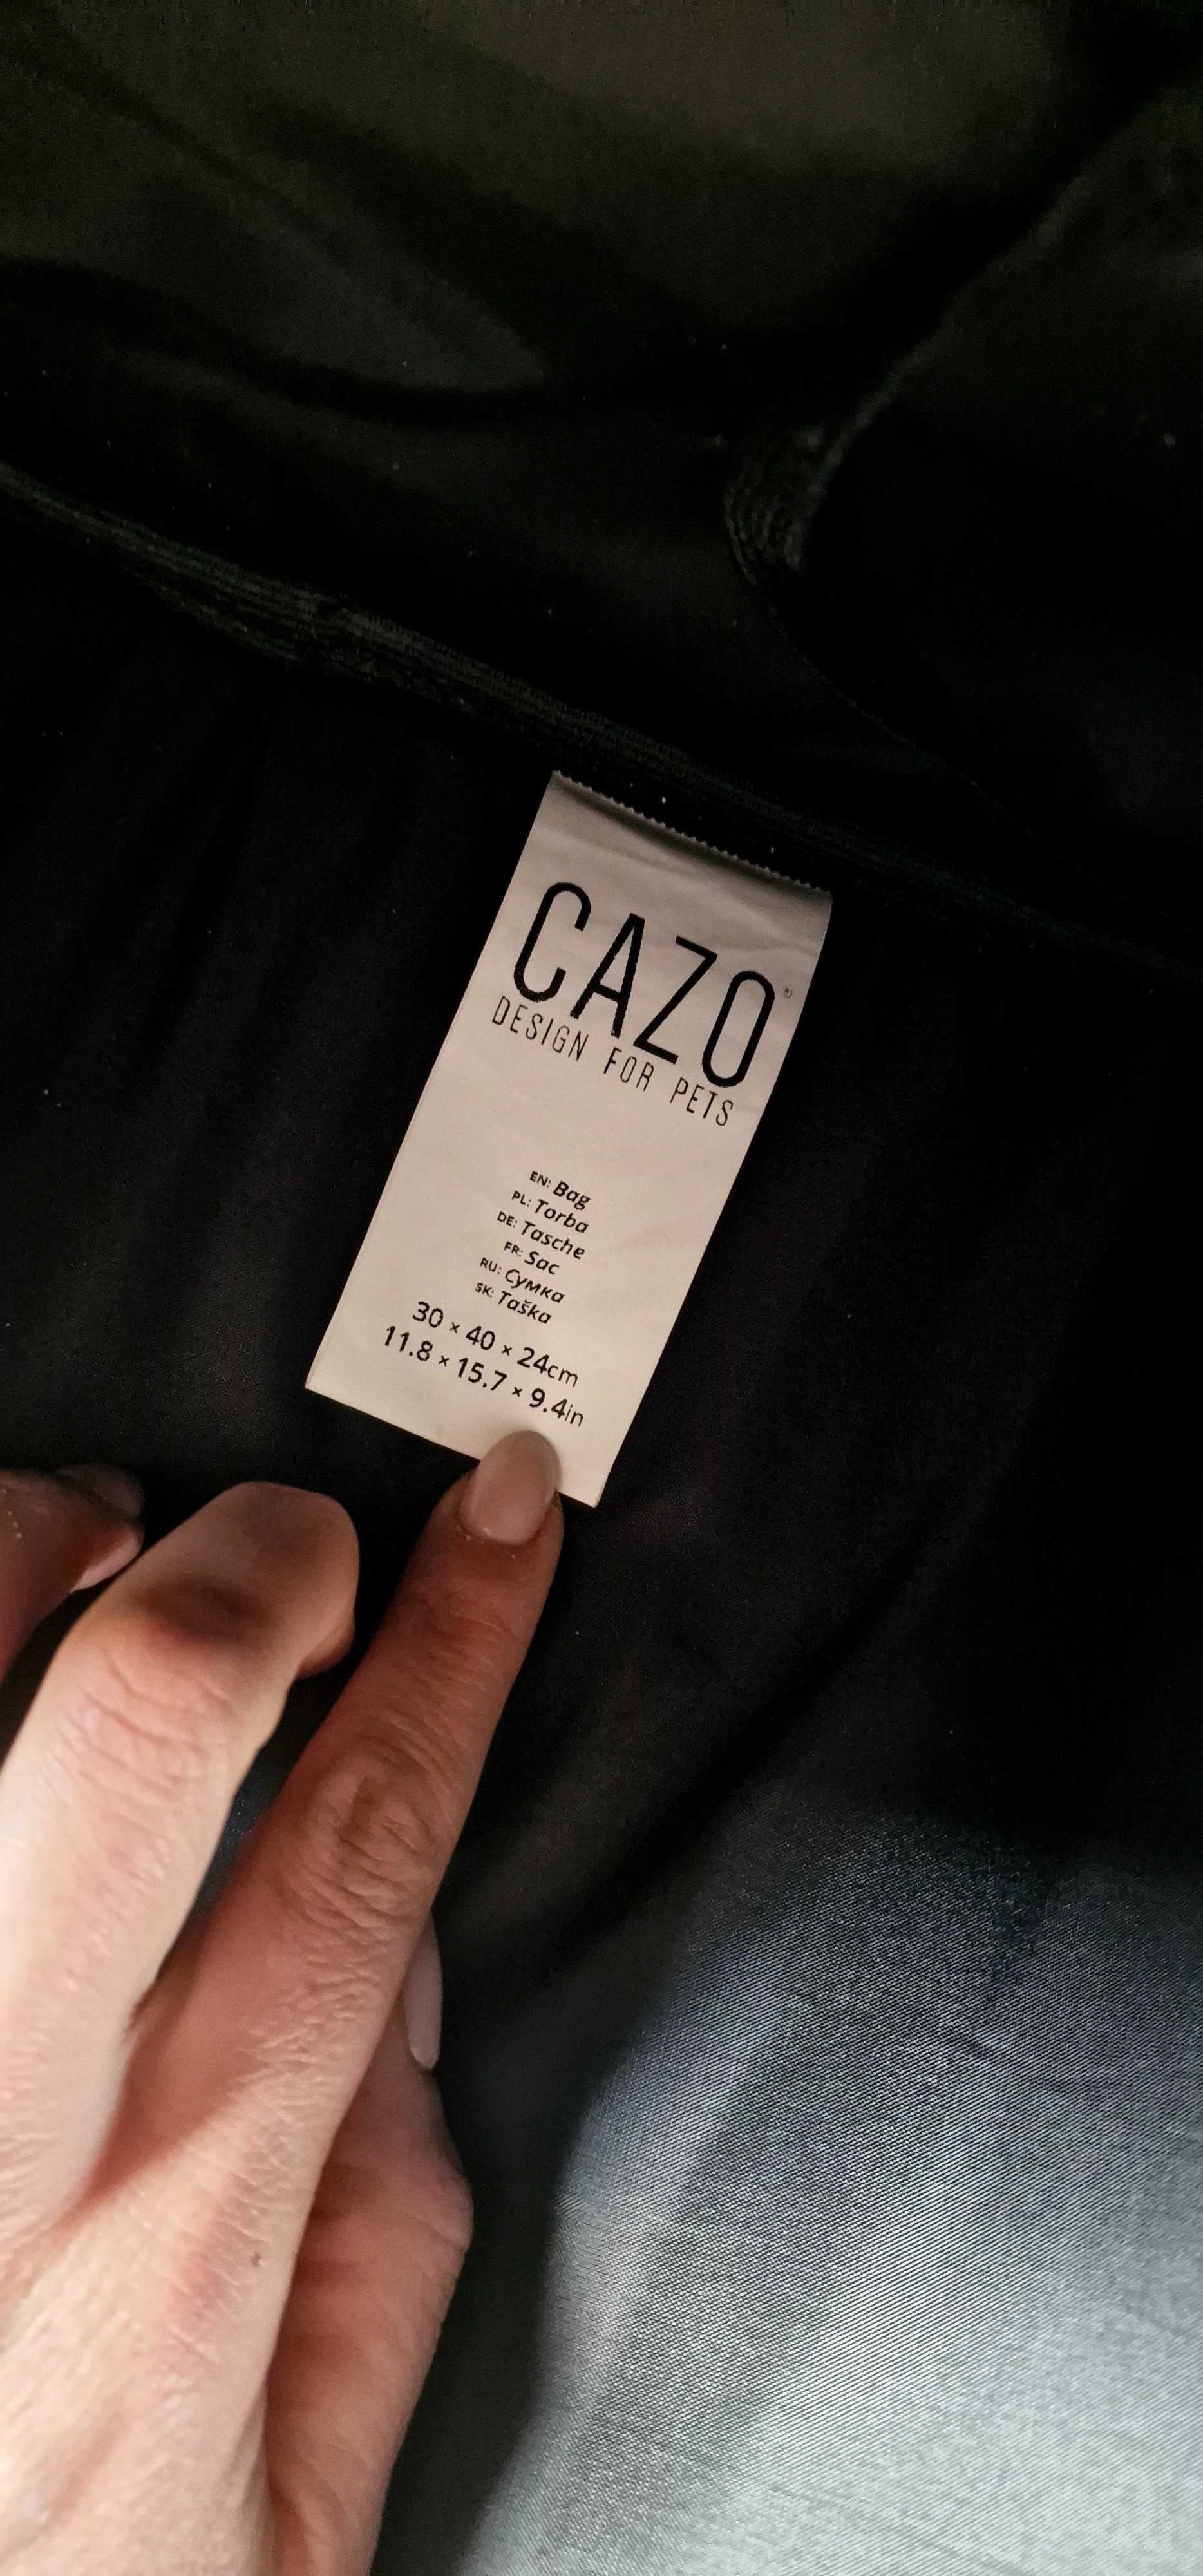 CAZO®
DESIGN FOR PETS
EN: Bag
PL: Torba
DE: Tasche
FR: Sac
RU: Сумка
SK: Taška
30 × 40 × 24cm
11.8 × 15.7 × 9.4in